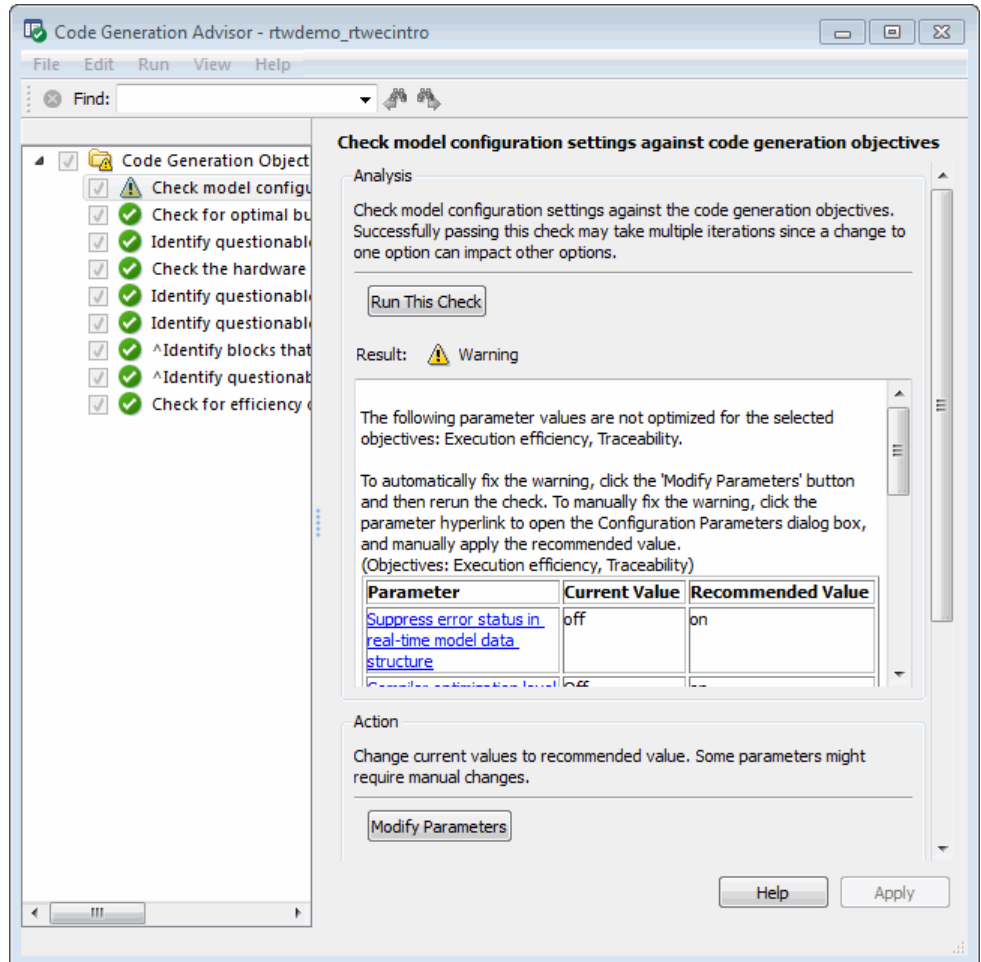 Code Generation Advisor - rtwdemo_rtwecintro
File Edit Run View Help
Find:
Code Generation Object
Check model configu
Check for optimal bu
Identify questionabl
Check the hardware
Identify questionabl
Identify questionabl
^Identify blocks that
^Identify questionab
Check for efficiency
Check model configuration settings against code generation objectives
Analysis
Check model configuration settings against the code generation objectives.
Successfully passing this check may take multiple iterations since a change to
one option can impact other options.
Run This Check
Result: Warning
The following parameter values are not optimized for the selected
objectives: Execution efficiency, Traceability.
To automatically fix the warning, click the 'Modify Parameters' button
and then rerun the check. To manually fix the warning, click the
parameter hyperlink to open the Configuration Parameters dialog box,
and manually apply the recommended value.
(Objectives: Execution efficiency, Traceability)
Parameter Current Value Recommended Value
Suppress error status in off on
real-time model data
structure
Compiler optimization level Off on
Action
Change current values to recommended value. Some parameters might
require manual changes.
Modify Parameters
Help Apply